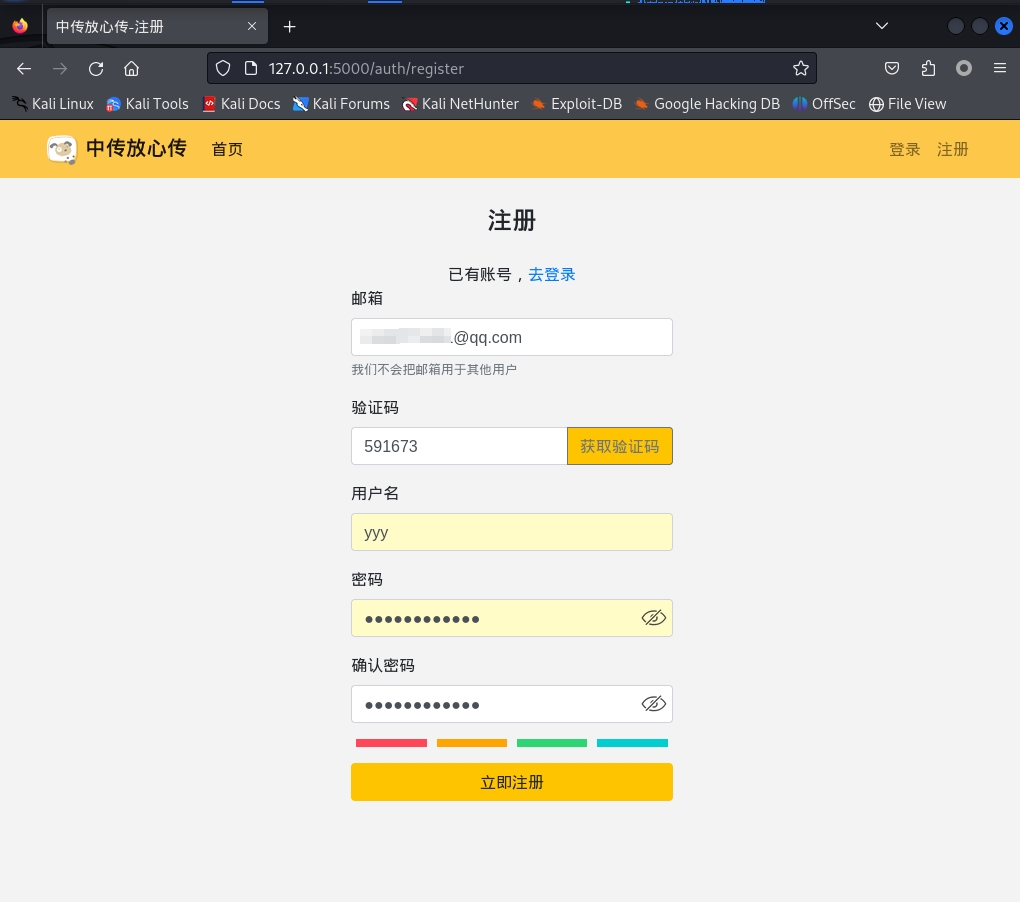 中传放心传-注册
127.0.0.1:5000/auth/register
Kali Linux Kali Tools Kali Docs Kali Forums Kali NetHunter Exploit-DB Google Hacking DB OffSec File View
中传放心传 首页 登录 注册
注册
已有账号，去登录
邮箱
@qq.com
我们不会把邮箱用于其他用户
验证码
591673 获取验证码
用户名
yyy
密码
确认密码
立即注册